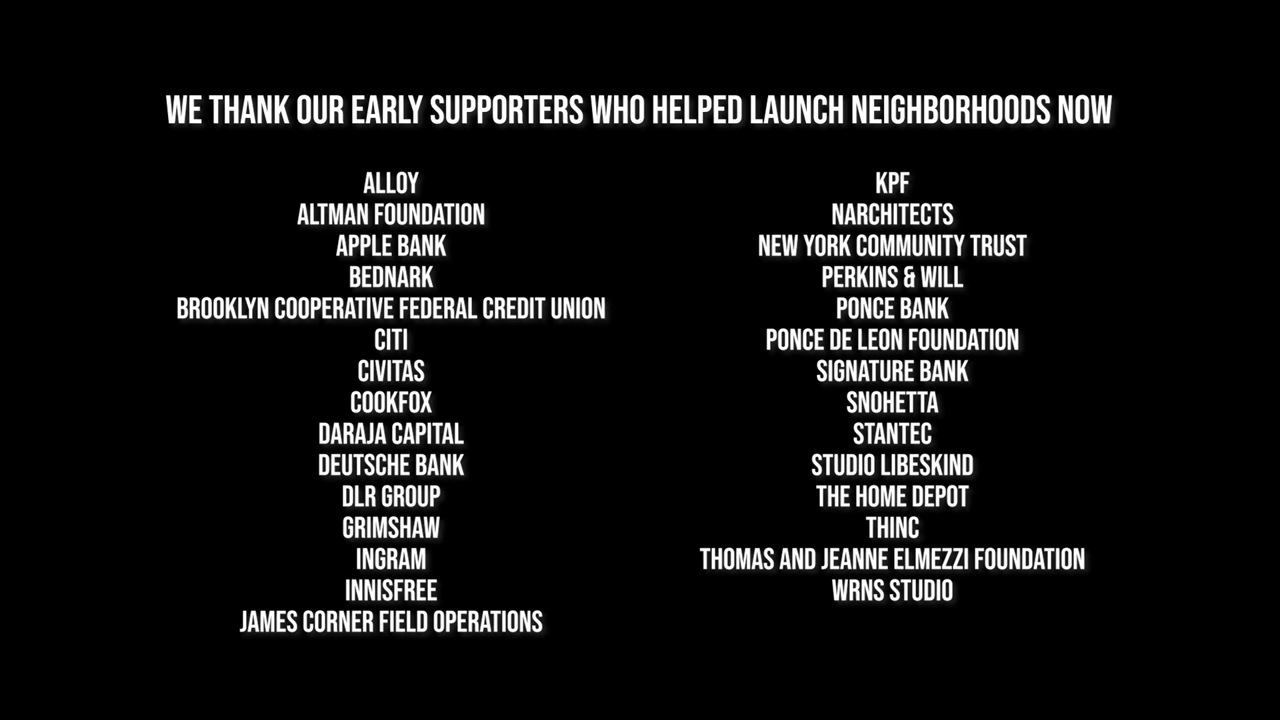 WE THANK OUR EARLY SUPPORTERS WHO HELPED LAUNCH NEIGHBORHOODS NOW
ALLOY
ALTMAN FOUNDATION
APPLE BANK
BEDNARK
BROOKLYN COOPERATIVE FEDERAL CREDIT UNION
CITI
CIVITAS
COOKFOX
DARAJA CAPITAL
DEUTSCHE BANK
DLR GROUP
GRIMSHAW
INGRAM
INNISFREE
JAMES CORNER FIELD OPERATIONS
KPF
NARCHITECTS
NEW YORK COMMUNITY TRUST
PERKINS & WILL
PONCE BANK
PONCE DE LEON FOUNDATION
SIGNATURE BANK
SNOHETTA
STANTEC
STUDIO LIBESKIND
THE HOME DEPOT
THINC
THOMAS AND JEANNE ELMEZZI FOUNDATION
WRNS STUDIO